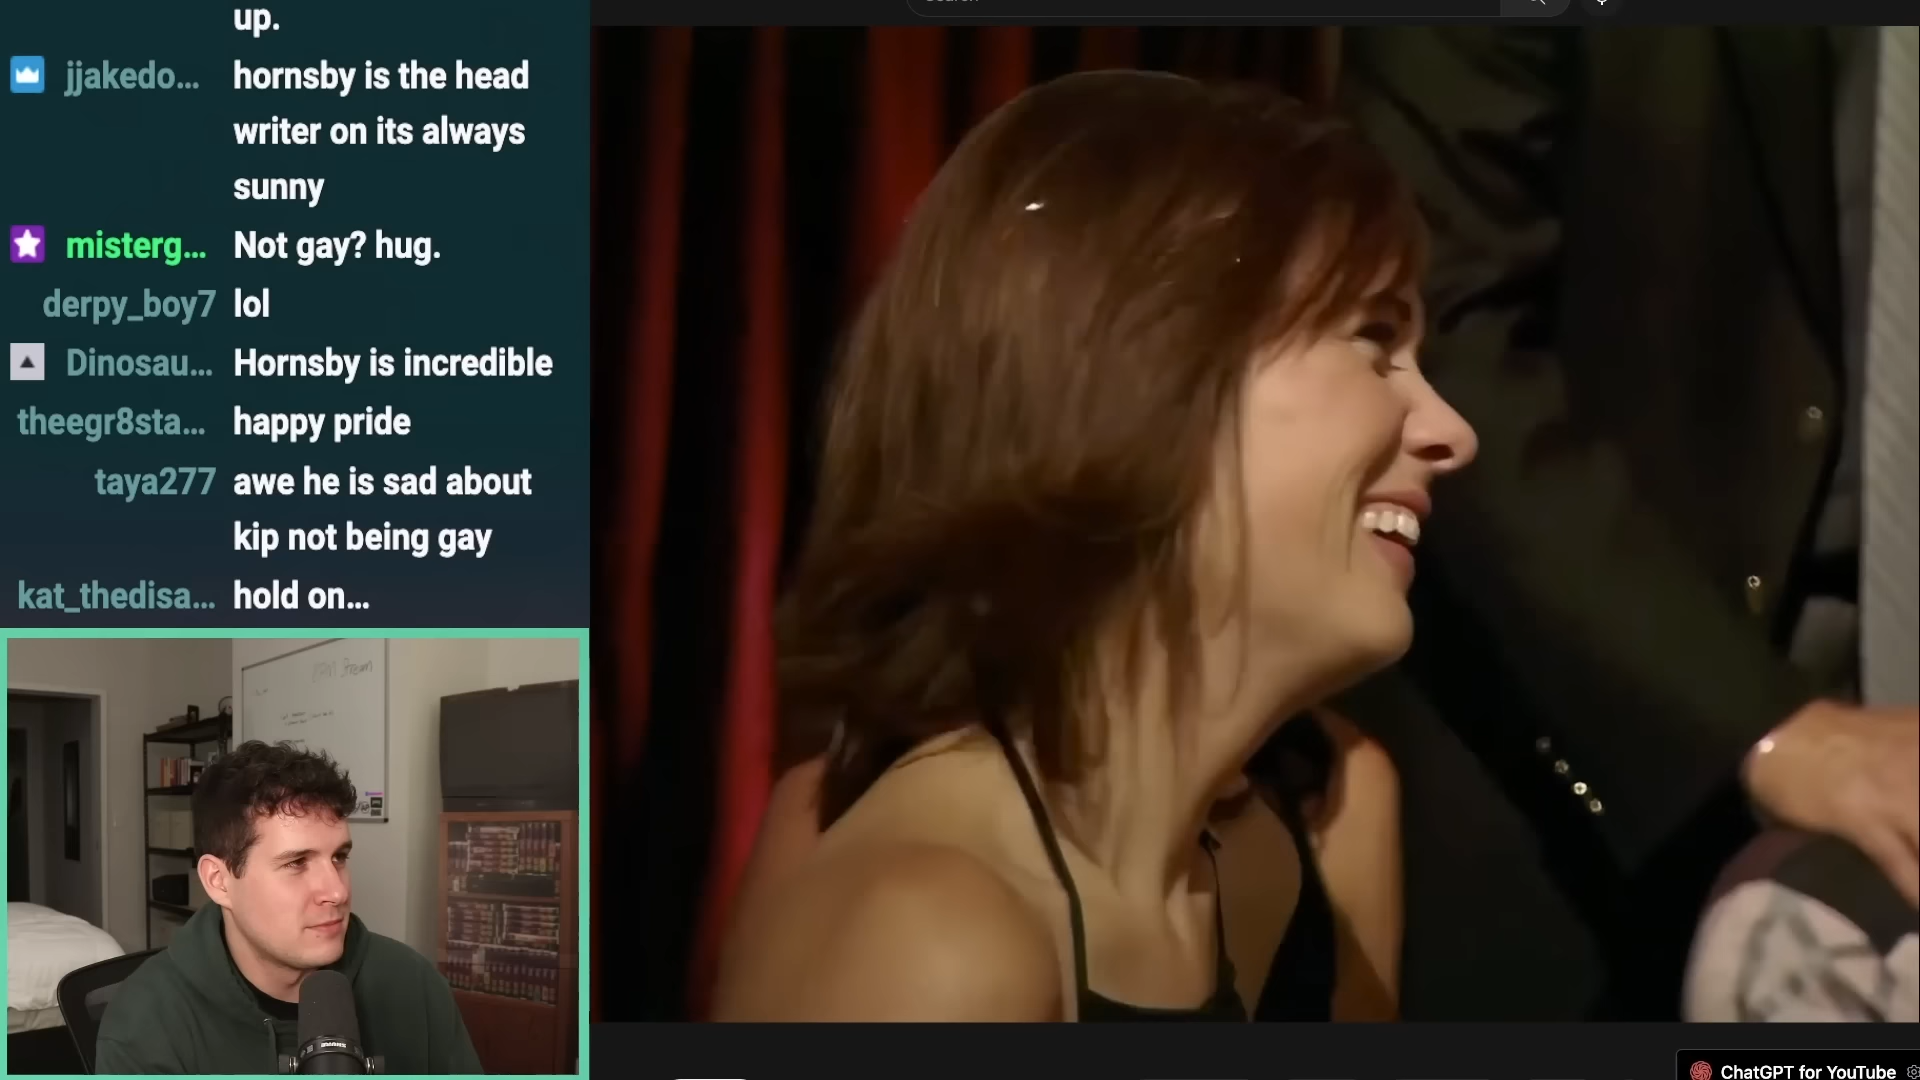 up.
jjakedo... hornsby is the head
writer on its always
sunny
misterg... Not gay? hug.
derpy_boy7 lol
Dinosau... Hornsby is incredible
theegr8sta... happy pride
taya277 awe he is sad about
kip not being gay
kat_thedisa... hold on...
ChatGPT for YouTube